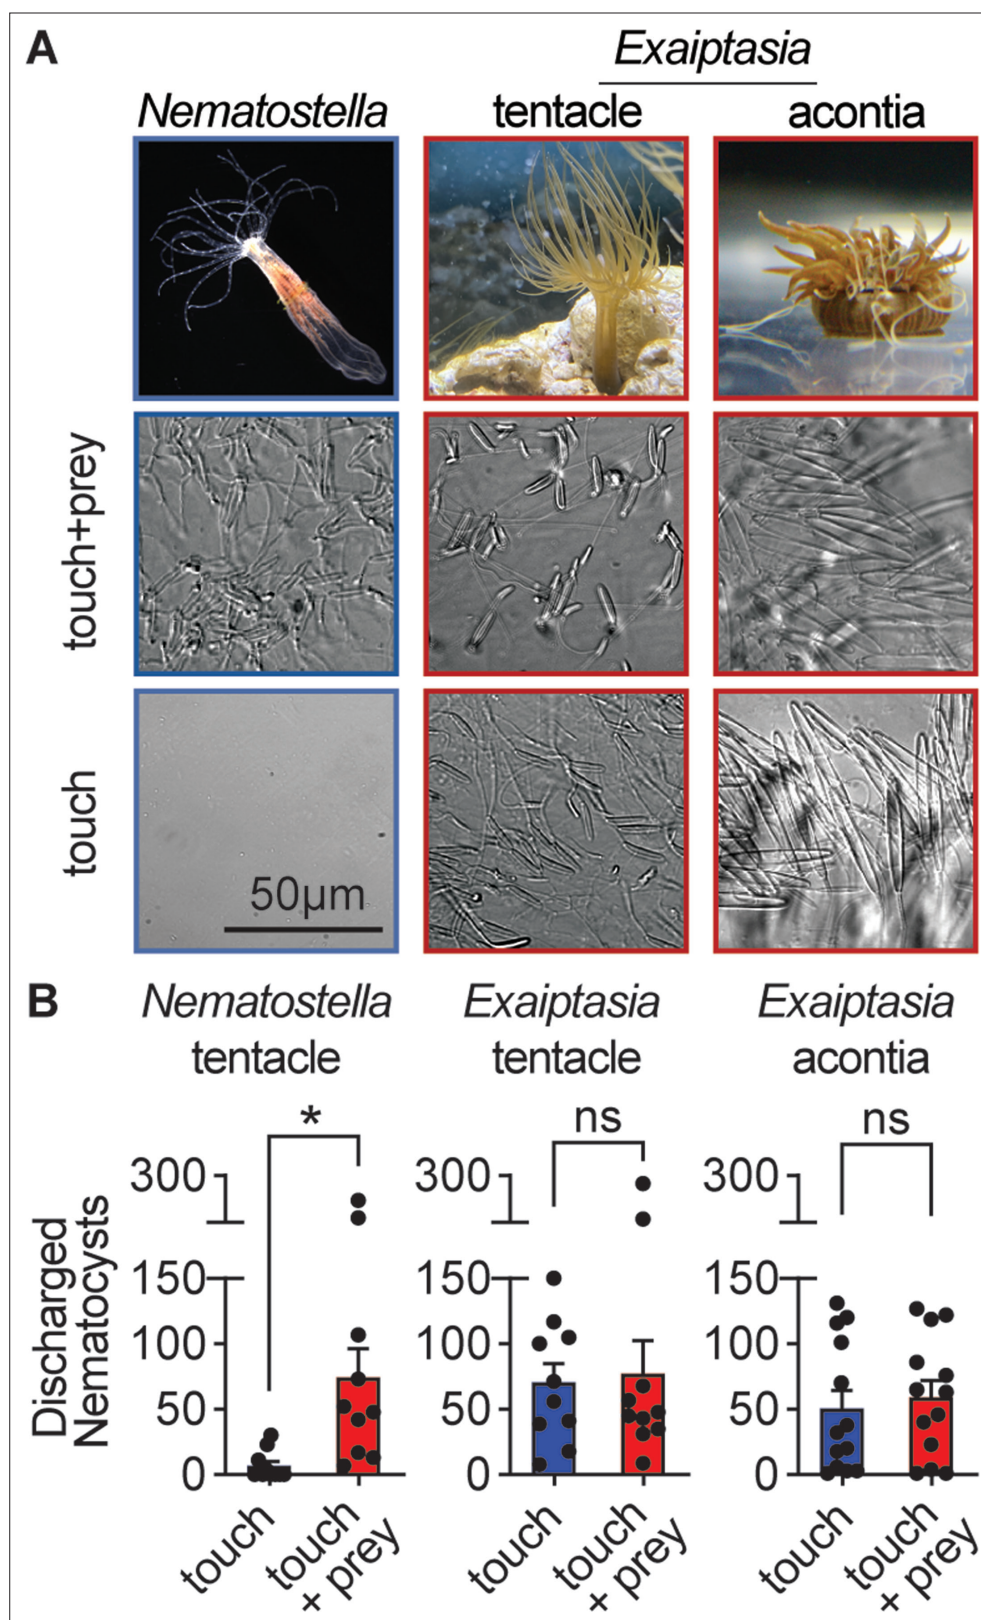 A
Exaiptasia
Nematostella tentacle acontia
touch+prey
touch
50μm
B
Nematostella Exaiptasia Exaiptasia
tentacle tentacle acontia
* ns ns
Discharged
Nematocysts
300
150
100
50
0
touch
touch
+ prey
300
150
100
50
0
touch
touch
+ prey
300
150
100
50
0
touch
touch
+ prey